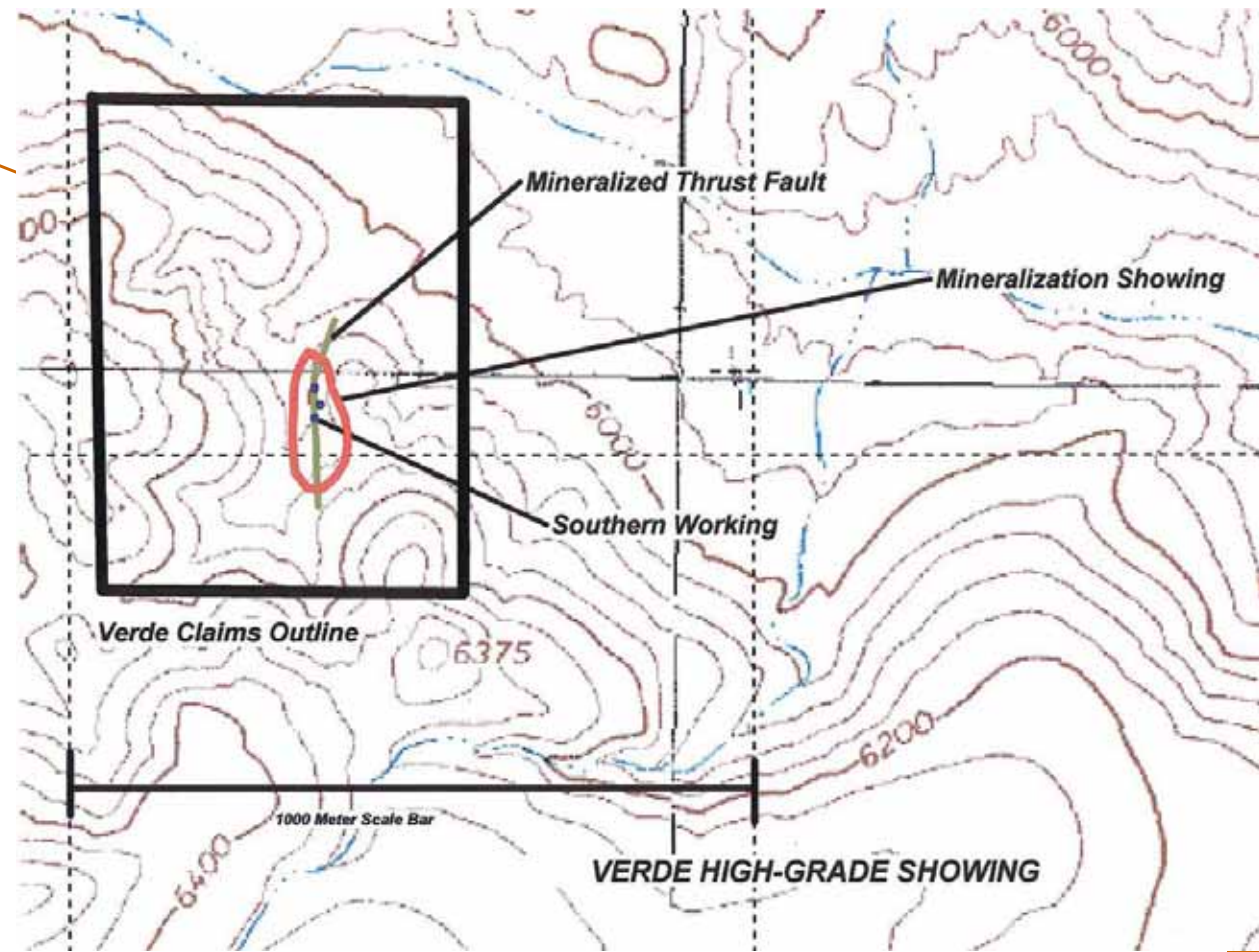 6000
Mineralized Thrust Fault
00
Mineralization Showing
6000
Southern Working
Verde Claims Outline
6375
6200
1000 Meter Scale Bar
6400
VERDE HIGH-GRADE SHOWING